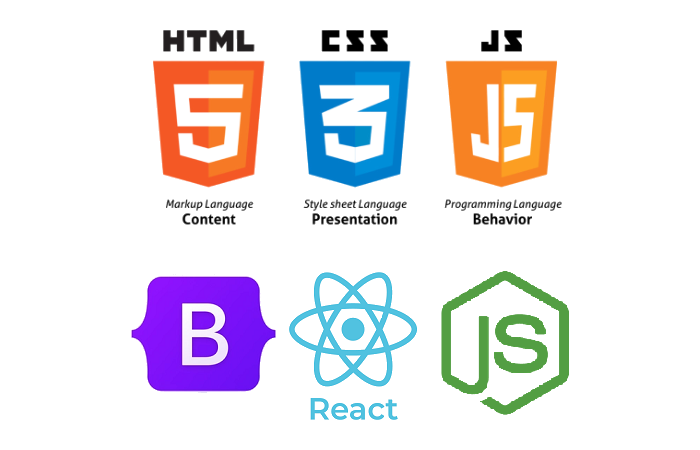 HTML CSS JS
5 3 JS
Markup Language Style sheet Language Programming Language
Content Presentation Behavior
B JS
React